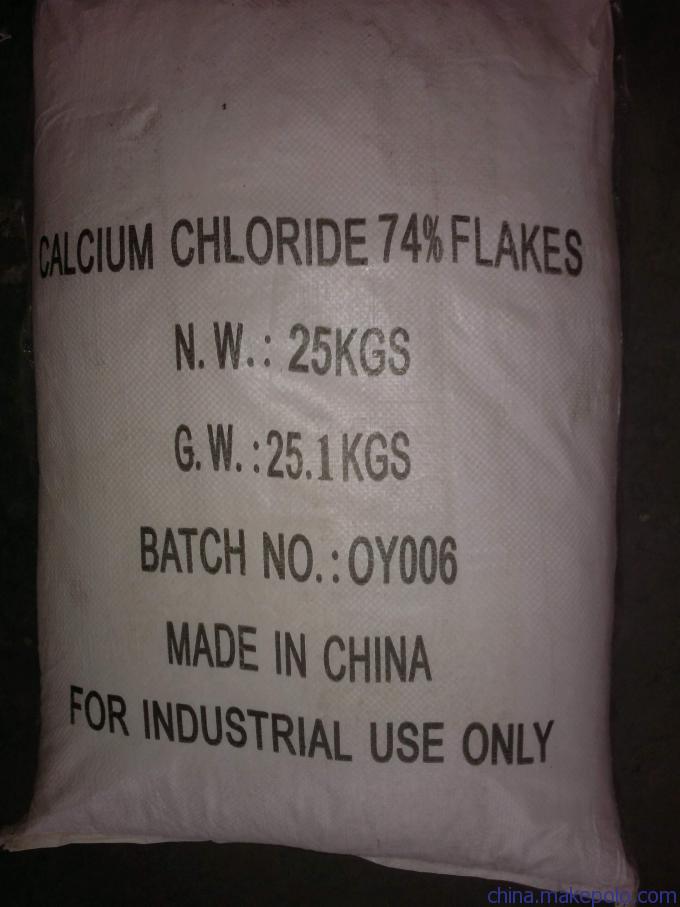 CALCIUM CHLORIDE 74% FLAKES
N.W.: 25KGS
G.W.:25.1KGS
BATCH NO.:OY006
MADE IN CHINA
FOR INDUSTRIAL USE ONLY
china.makepolo.com